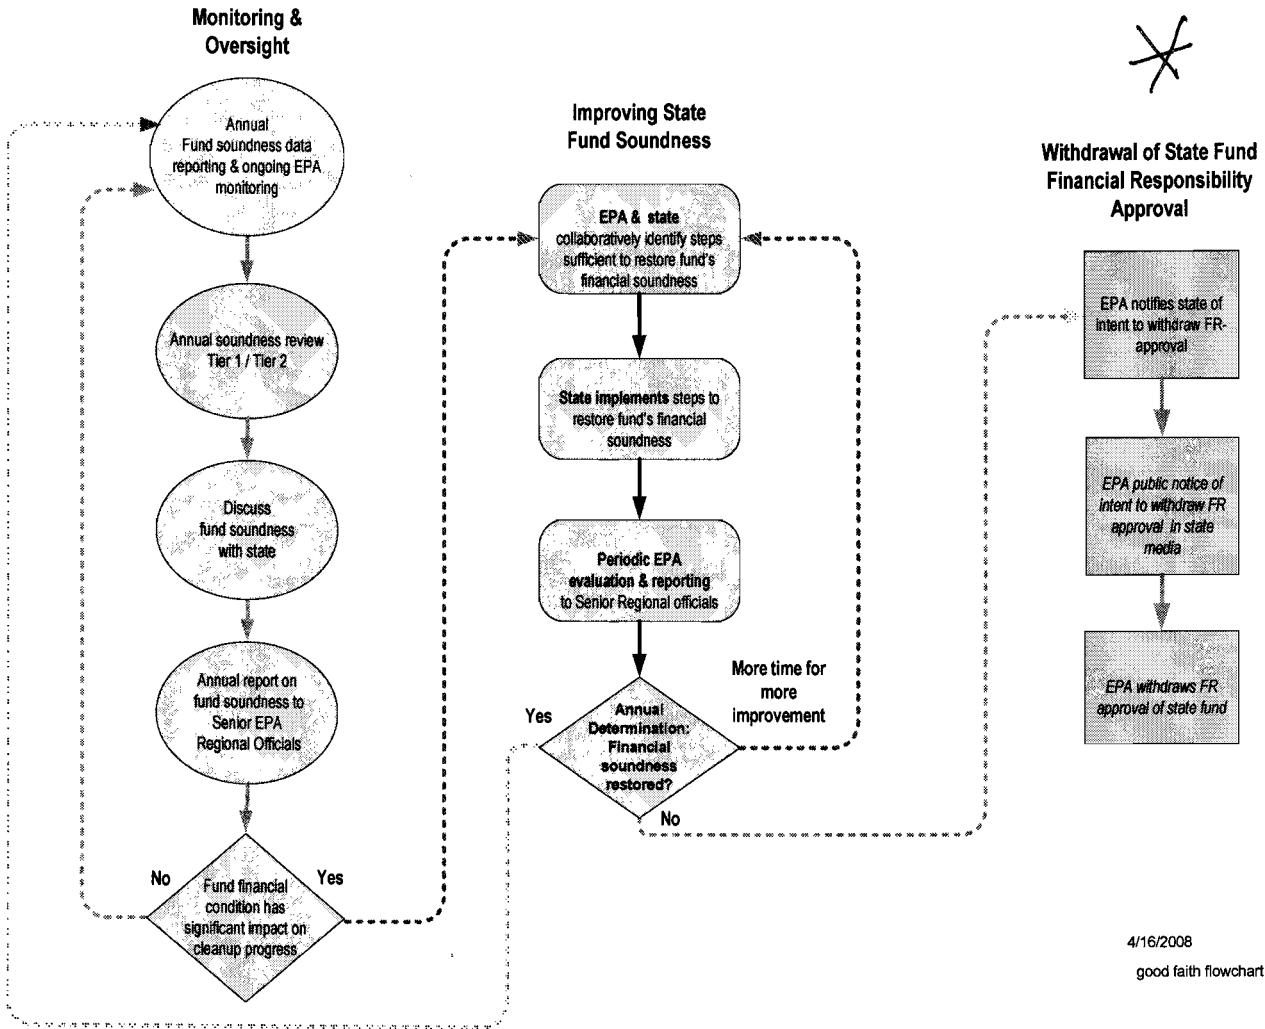 Monitoring &
Oversight
Annual
Fund soundness data
reporting & ongoing EPA
monitoring
Annual soundness review
Tier 1 / Tier 2
Discuss
fund soundness
with state
Annual report on
fund soundness to
Senior EPA
Regional Officials
No
Yes
Fund financial
condition has
significant impact on
cleanup progress
Improving State
Fund Soundness
EPA & state
collaboratively identify steps
sufficient to restore fund's
financial soundness
State implements steps to
restore fund's financial
soundness
Periodic EPA
evaluation & reporting
to Senior Regional officials
More time for
more
improvement
Yes
Annual
Determination:
Financial
soundness
restored?
No
Withdrawal of State Fund
Financial Responsibility
Approval
EPA notifies state of
intent to withdraw FR-
approval
EPA public notice of
intent to withdraw FR
approval in state
media
EPA withdraws FR
approval of state fund
4/16/2008
good faith flowchart